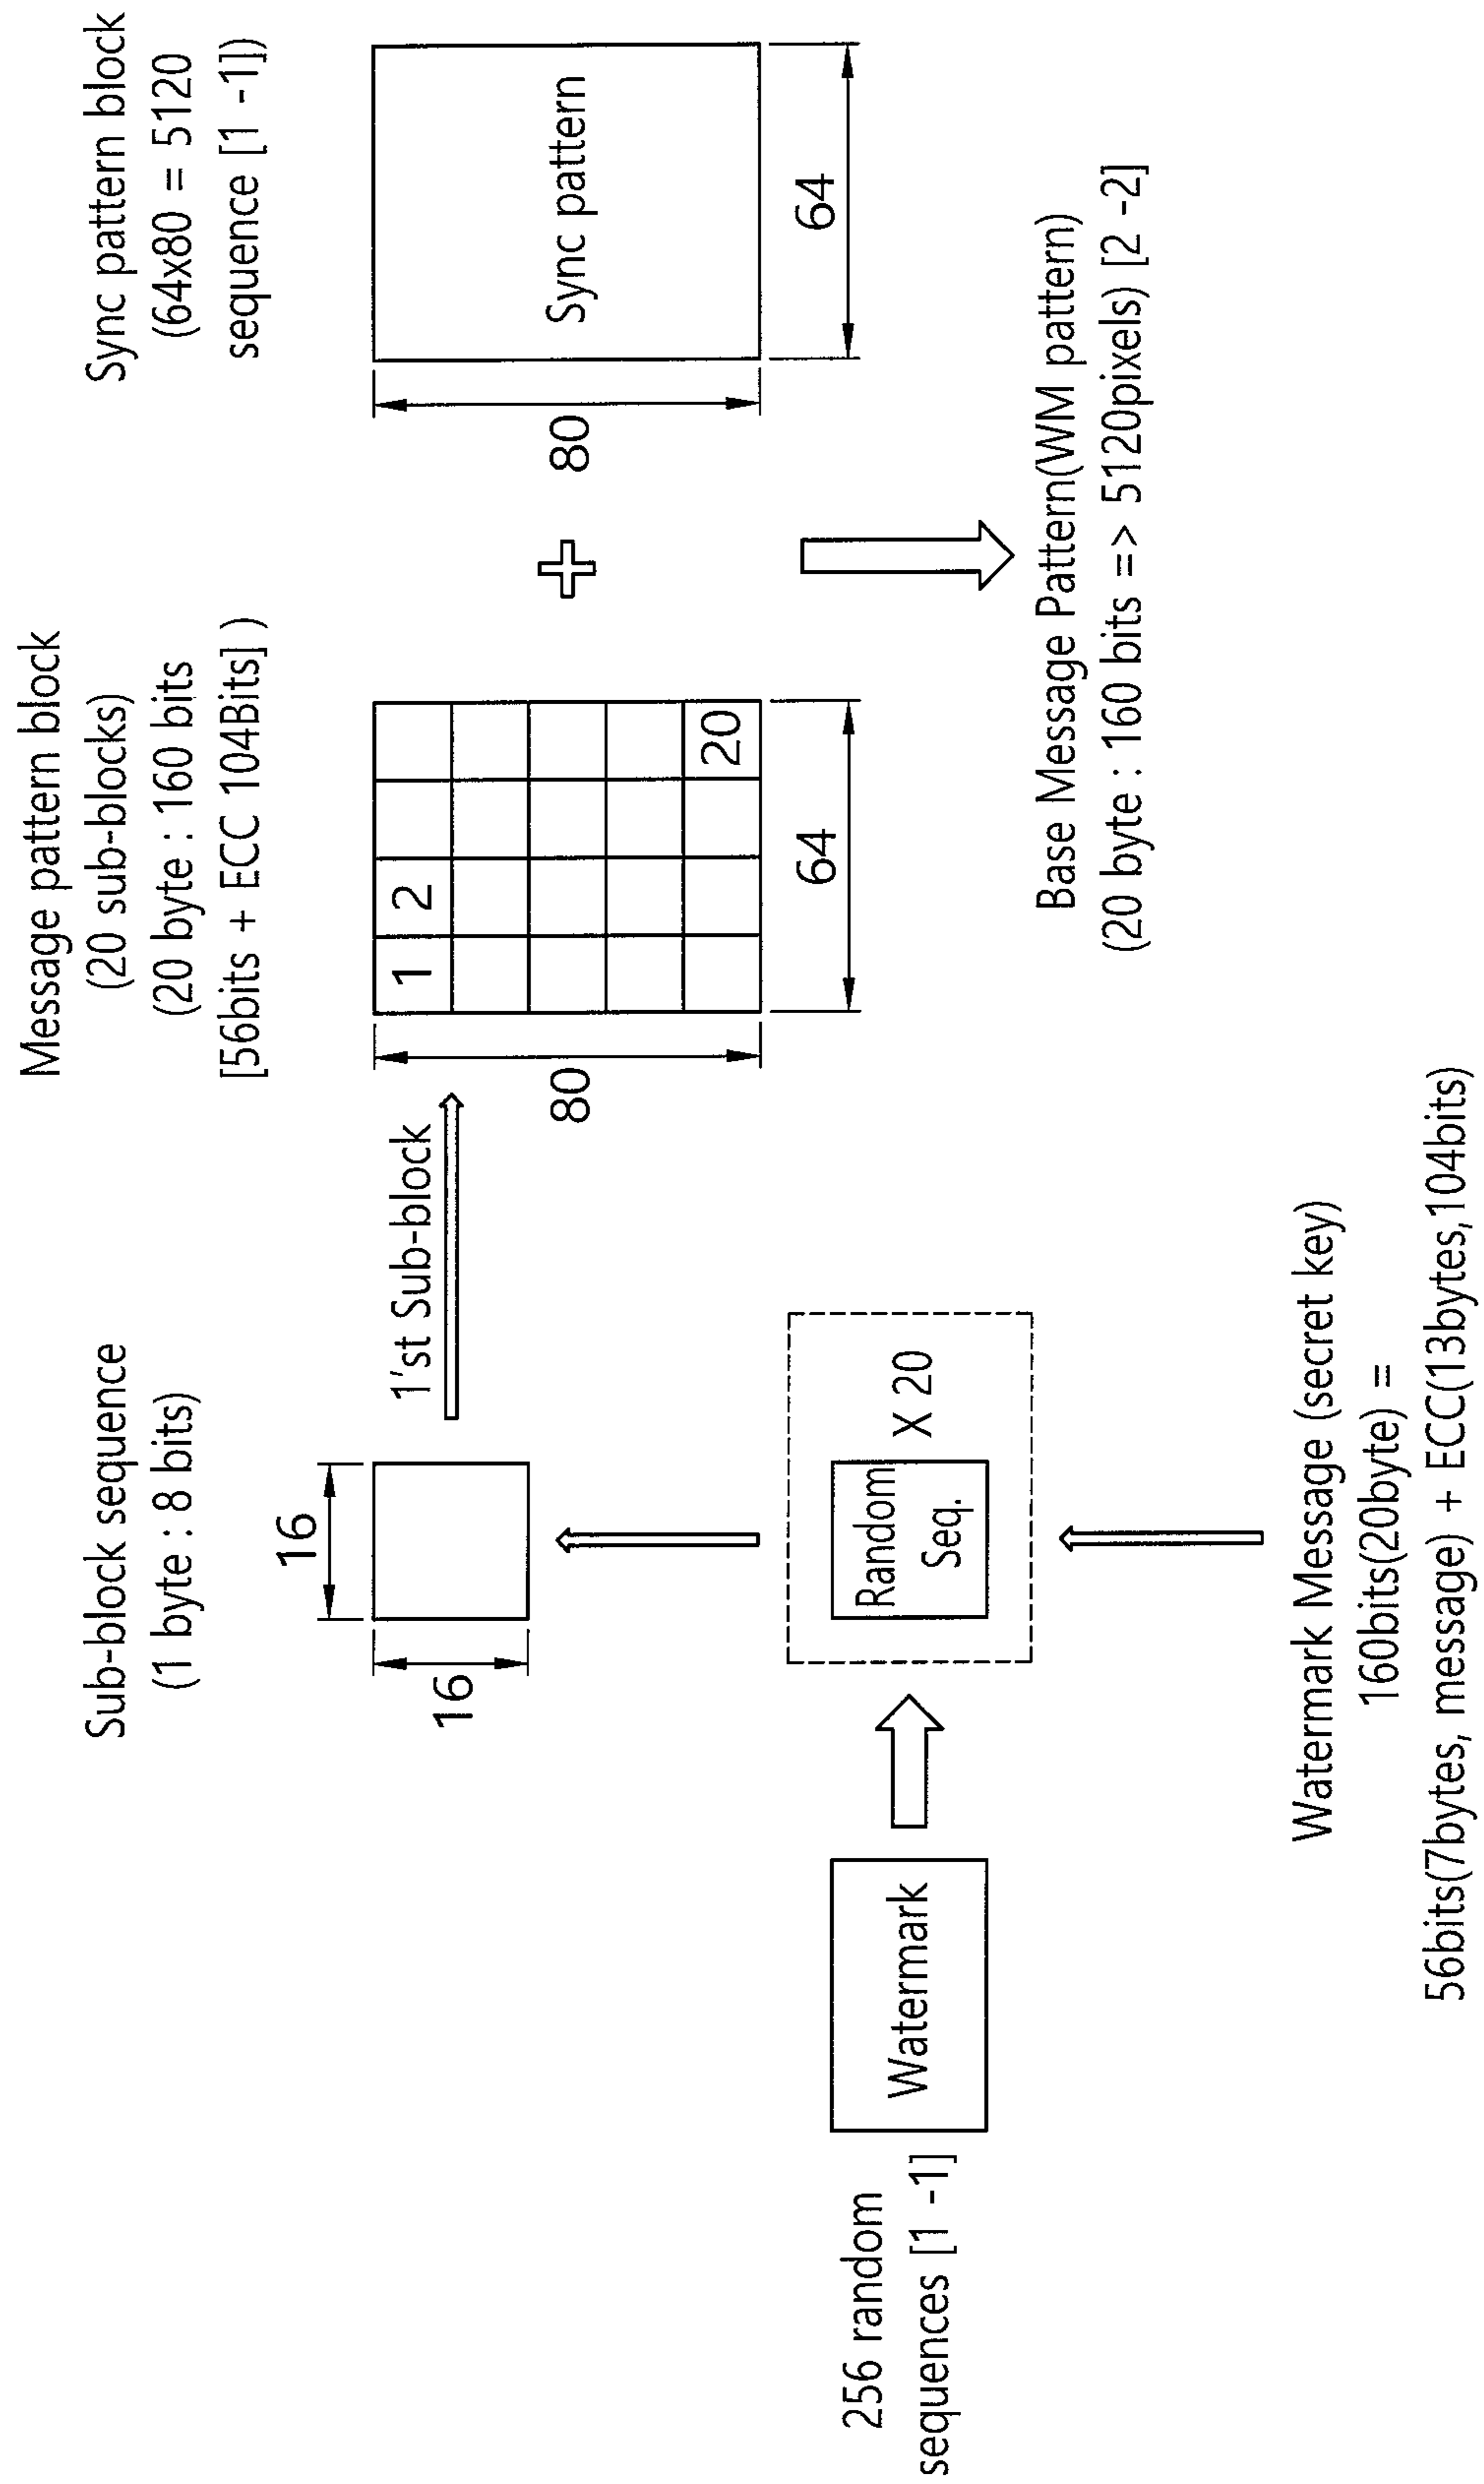 Sub-block sequence
(1 byte : 8 bits)
16
16
1'st Sub-block
Message pattern block
(20 sub-blocks)
(20 byte : 160 bits
[56bits + ECC 104Bits] )
1
2
20
80
64
+
Sync pattern block
(64x80 = 5120
sequence [1 -1])
Sync pattern
80
64
256 random
sequences [1 -1]
Watermark
Random
Seq.
X 20
Base Message Pattern(WM pattern)
(20 byte : 160 bits => 5120pixels) [2 -2]
Watermark Message (secret key)
160bits(20byte) =
56bits(7bytes, message) + ECC(13bytes,104bits)